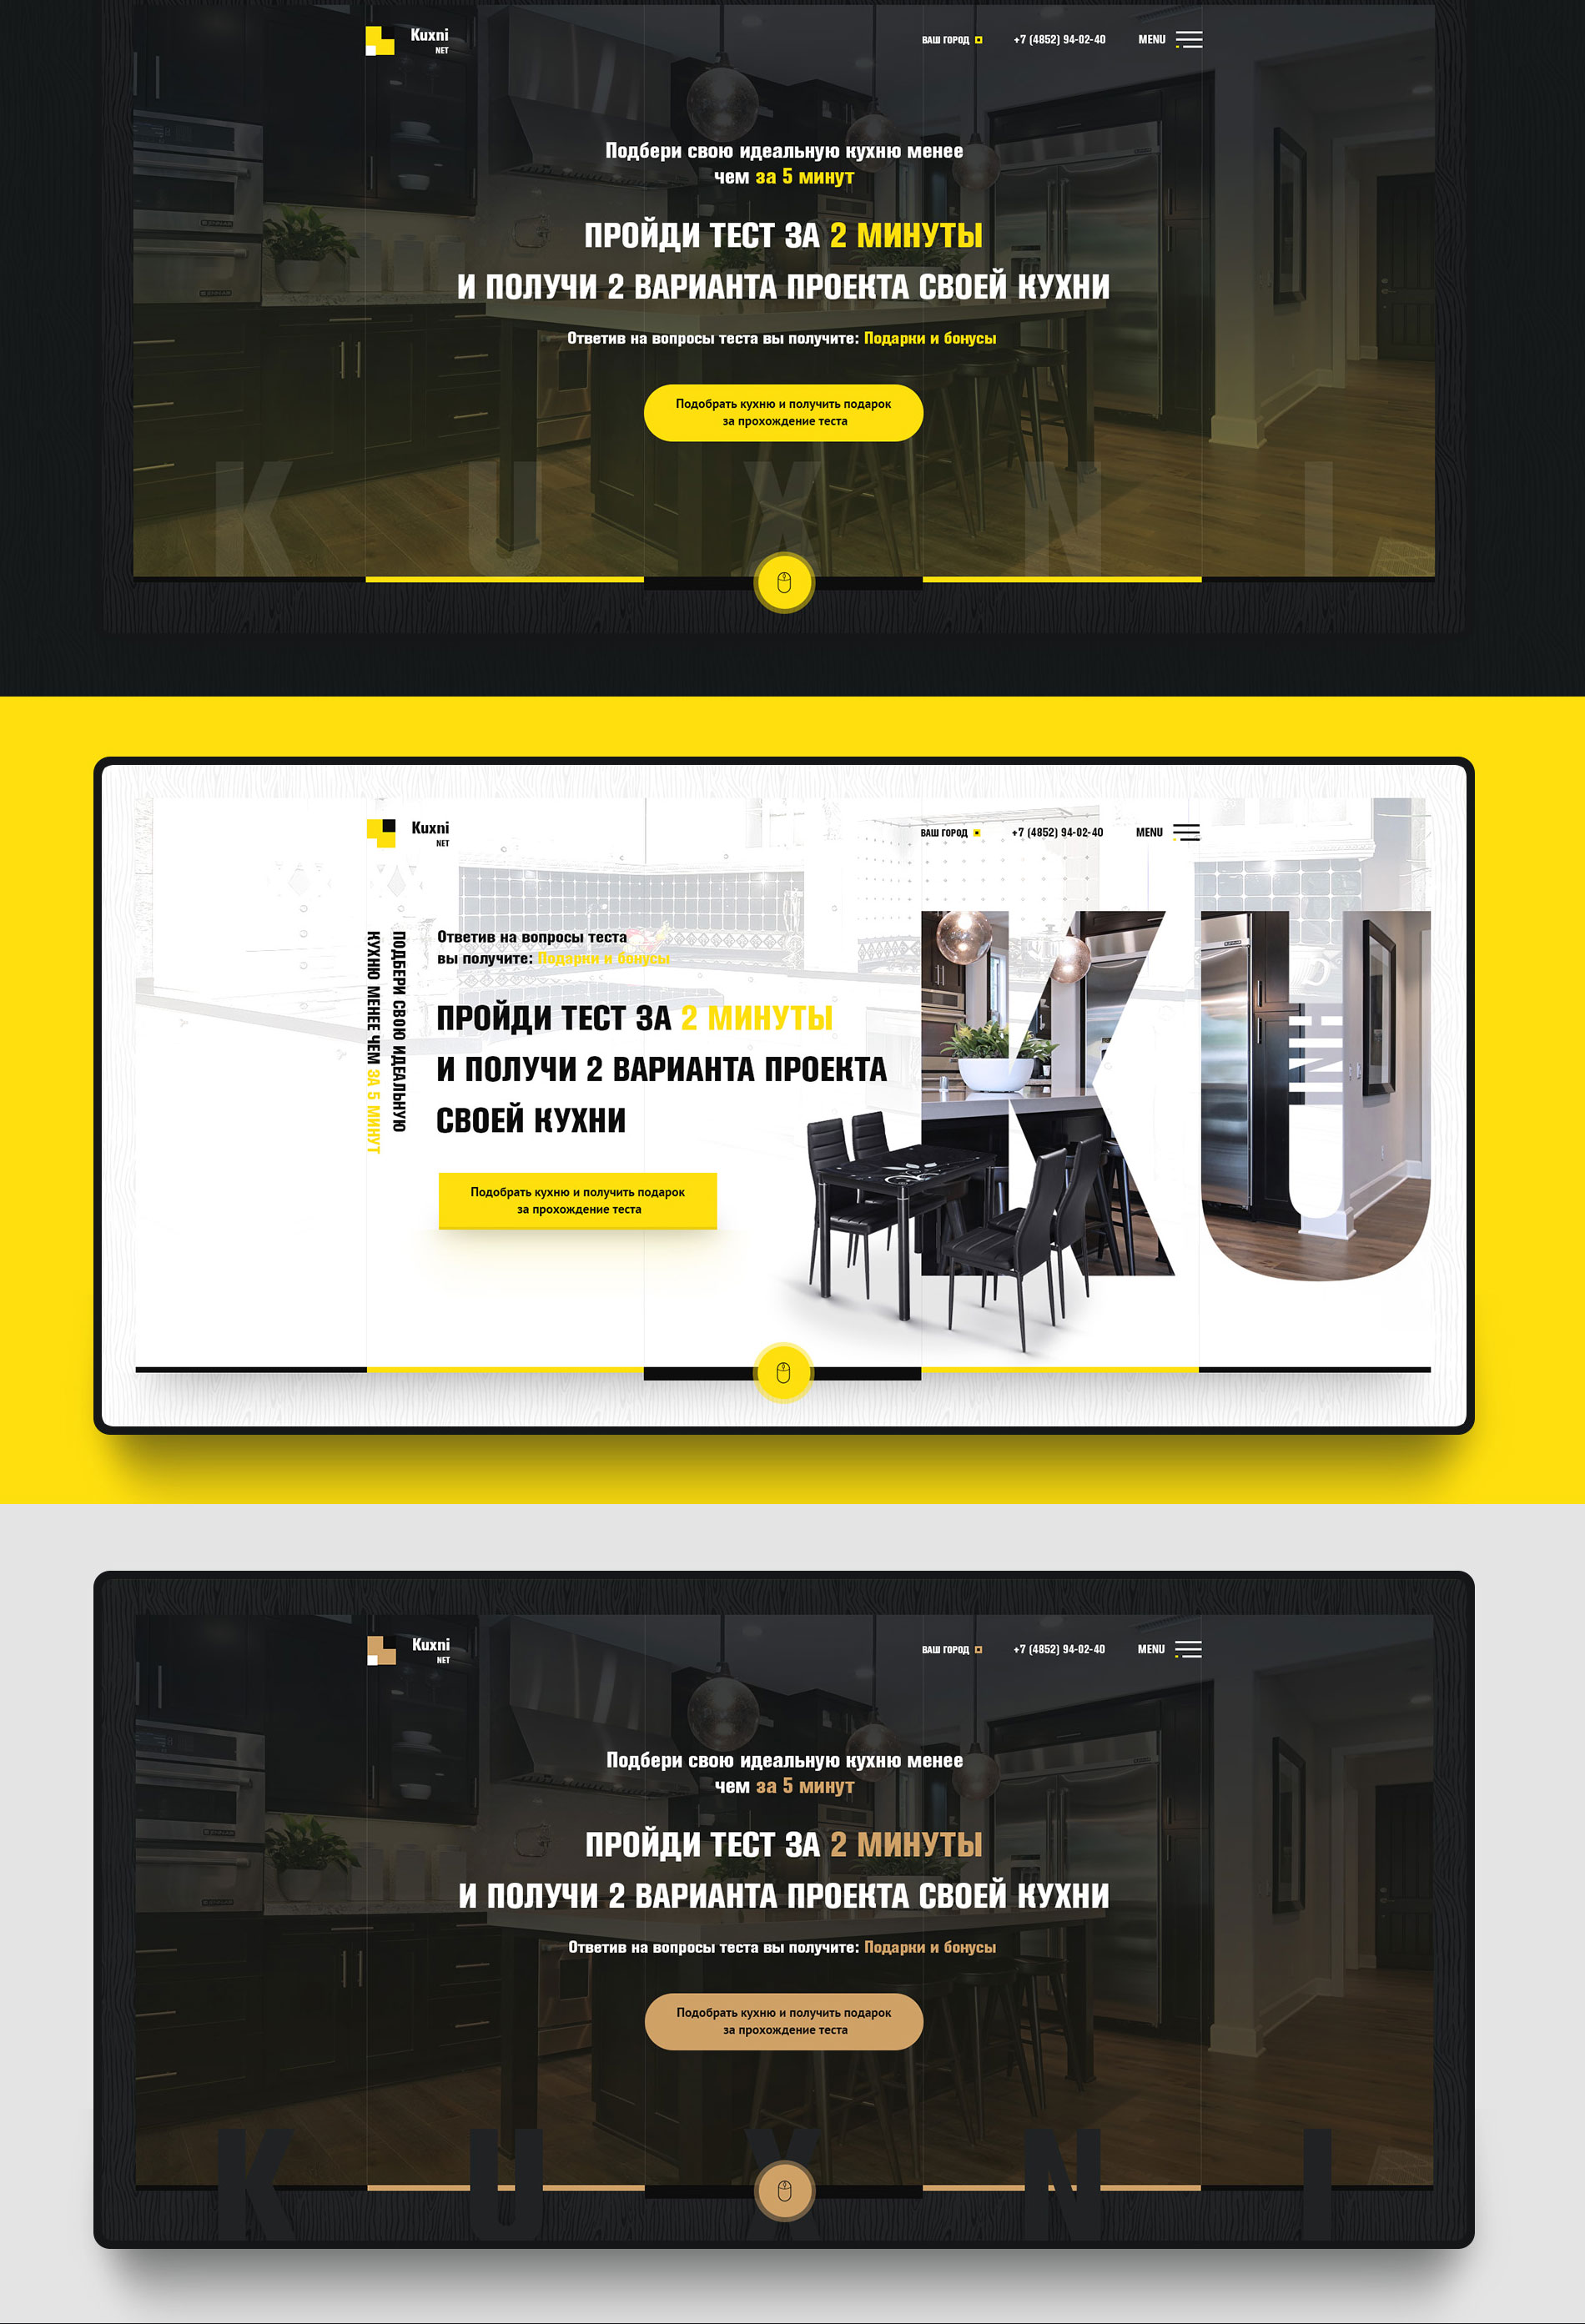 Kuxni
NET
ВАШ ГОРОД
+7 (4852) 94-02-40
MENU
Подбери свою идеальную кухню менее
чем за 5 минут
ПРОЙДИ ТЕСТ ЗА 2 МИНУТЫ
И ПОЛУЧИ 2 ВАРИАНТА ПРОЕКТА СВОЕЙ КУХНИ
Ответив на вопросы теста вы получите: Подарки и бонусы
Подобрать кухню и получить подарок
за прохождение теста
K U X N I
Kuxni
NET
ВАШ ГОРОД
+7 (4852) 94-02-40
MENU
ПОДБЕРИ СВОЮ ИДЕАЛЬНУЮ
КУХНЮ МЕНЕЕ ЧЕМ ЗА 5 МИНУТ
Ответив на вопросы теста
вы получите: Подарки и бонусы
ПРОЙДИ ТЕСТ ЗА 2 МИНУТЫ
И ПОЛУЧИ 2 ВАРИАНТА ПРОЕКТА
СВОЕЙ КУХНИ
Подобрать кухню и получить подарок
за прохождение теста
KU
HNI
Kuxni
NET
ВАШ ГОРОД
+7 (4852) 94-02-40
MENU
Подбери свою идеальную кухню менее
чем за 5 минут
ПРОЙДИ ТЕСТ ЗА 2 МИНУТЫ
И ПОЛУЧИ 2 ВАРИАНТА ПРОЕКТА СВОЕЙ КУХНИ
Ответив на вопросы теста вы получите: Подарки и бонусы
Подобрать кухню и получить подарок
за прохождение теста
K U X N I